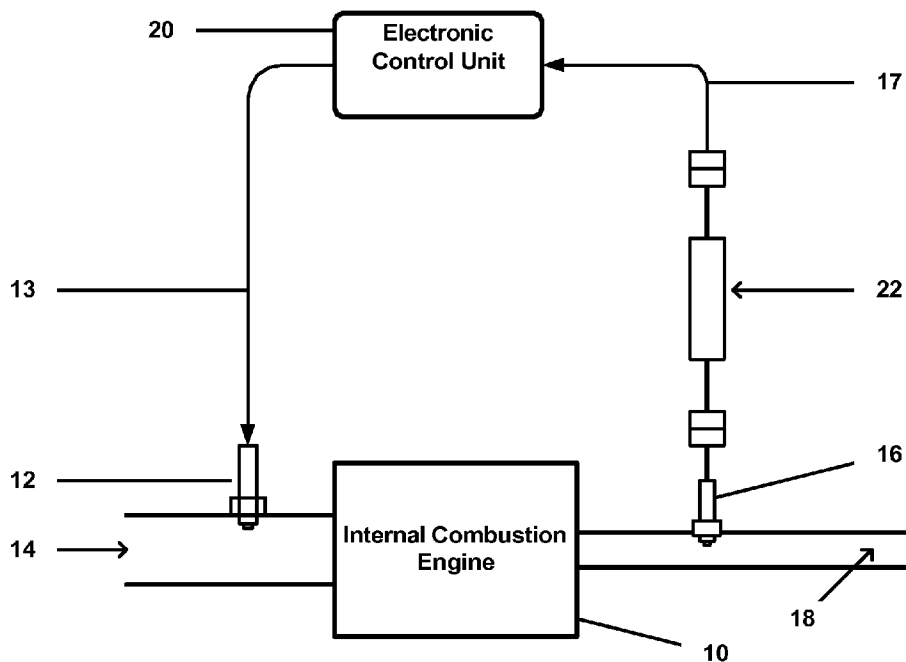 20
Electronic
Control Unit
17
13
22
12
16
14
Internal Combustion
Engine
18
10